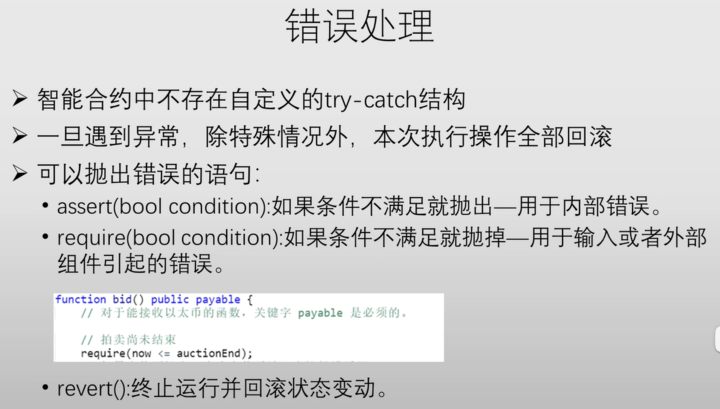 错误处理
➢ 智能合约中不存在自定义的try-catch结构
➢ 一旦遇到异常，除特殊情况外，本次执行操作全部回滚
➢ 可以抛出错误的语句：
• assert(bool condition):如果条件不满足就抛出—用于内部错误。
• require(bool condition):如果条件不满足就抛掉—用于输入或者外部
组件引起的错误。
function bid() public payable {
// 对于能接收以太币的函数，关键字 payable 是必须的。
// 拍卖尚未结束
require(now <= auctionEnd);
• revert():终止运行并回滚状态变动。